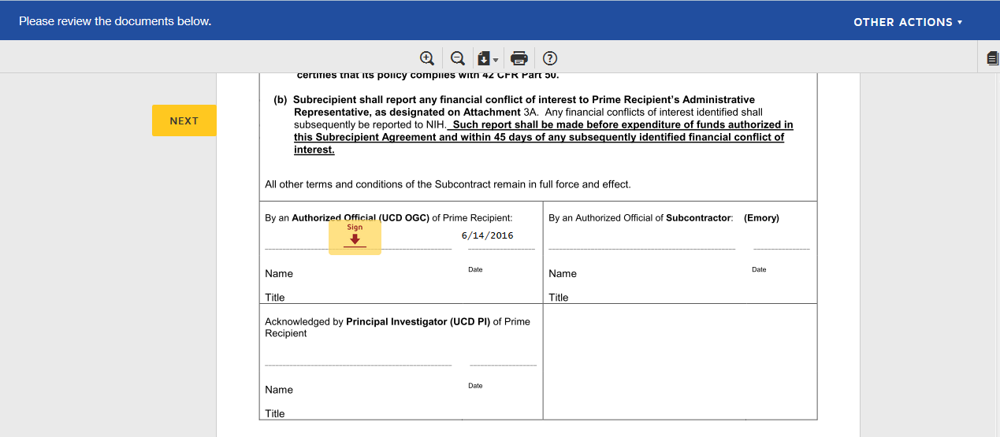 Please review the documents below.
OTHER ACTIONS
certifies that its policy complies with 42 CFR Part 50.
NEXT
(b) Subrecipient shall report any financial conflict of interest to Prime Recipient's Administrative
Representative, as designated on Attachment 3A. Any financial conflicts of interest identified shall
subsequently be reported to NIH. Such report shall be made before expenditure of funds authorized in
this Subrecipient Agreement and within 45 days of any subsequently identified financial conflict of
interest.
All other terms and conditions of the Subcontract remain in full force and effect.
By an Authorized Official (UCD OGC) of Prime Recipient:
Sign
6/14/2016
Date
Name
Title
By an Authorized Official of Subcontractor: (Emory)
Date
Name
Title
Acknowledged by Principal Investigator (UCD PI) of Prime
Recipient
Date
Name
Title